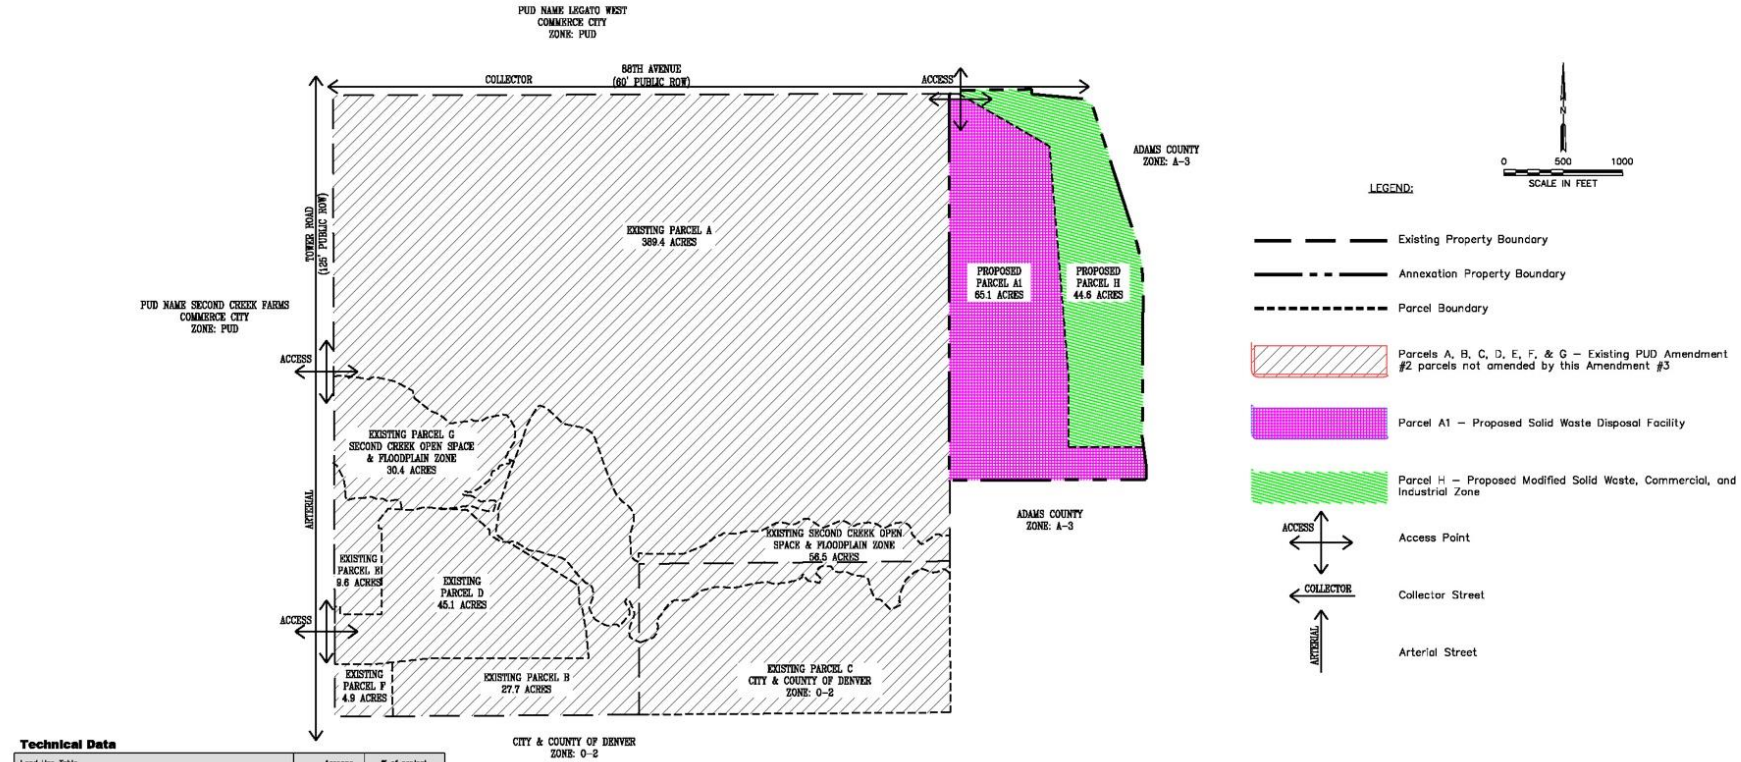 PUD NAME LEGATO WEST
COMMERCE CITY
ZONE: PUD
88TH AVENUE
(60' PUBLIC ROW)
COLLECTOR
ACCESS
ADAMS COUNTY
ZONE: A-3
TOWER ROAD
(125' PUBLIC ROW)
EXISTING PARCEL A
389.4 ACRES
PROPOSED
PARCEL A1
65.1 ACRES
PROPOSED
PARCEL H
44.6 ACRES
PUD NAME SECOND CREEK FARMS
COMMERCE CITY
ZONE: PUD
ACCESS
EXISTING PARCEL G
SECOND CREEK OPEN SPACE
& FLOODPLAIN ZONE
30.4 ACRES
ARTERIAL
ADAMS COUNTY
ZONE: A-3
EXISTING SECOND CREEK OPEN
SPACE & FLOODPLAIN ZONE
56.5 ACRES
EXISTING
PARCEL E
9.6 ACRES
EXISTING
PARCEL D
45.1 ACRES
ACCESS
EXISTING
PARCEL F
4.9 ACRES
EXISTING PARCEL B
27.7 ACRES
EXISTING PARCEL C
CITY & COUNTY OF DENVER
ZONE: O-2
CITY & COUNTY OF DENVER
ZONE: O-2
Technical Data
N
0 500 1000
SCALE IN FEET
LEGEND:
Existing Property Boundary
Annexation Property Boundary
Parcel Boundary
Parcels A, B, C, D, E, F, & G – Existing PUD Amendment
#2 parcels not amended by this Amendment #3
Parcel A1 – Proposed Solid Waste Disposal Facility
Parcel H – Proposed Modified Solid Waste, Commercial, and
Industrial Zone
ACCESS
Access Point
COLLECTOR
Collector Street
ARTERIAL
Arterial Street